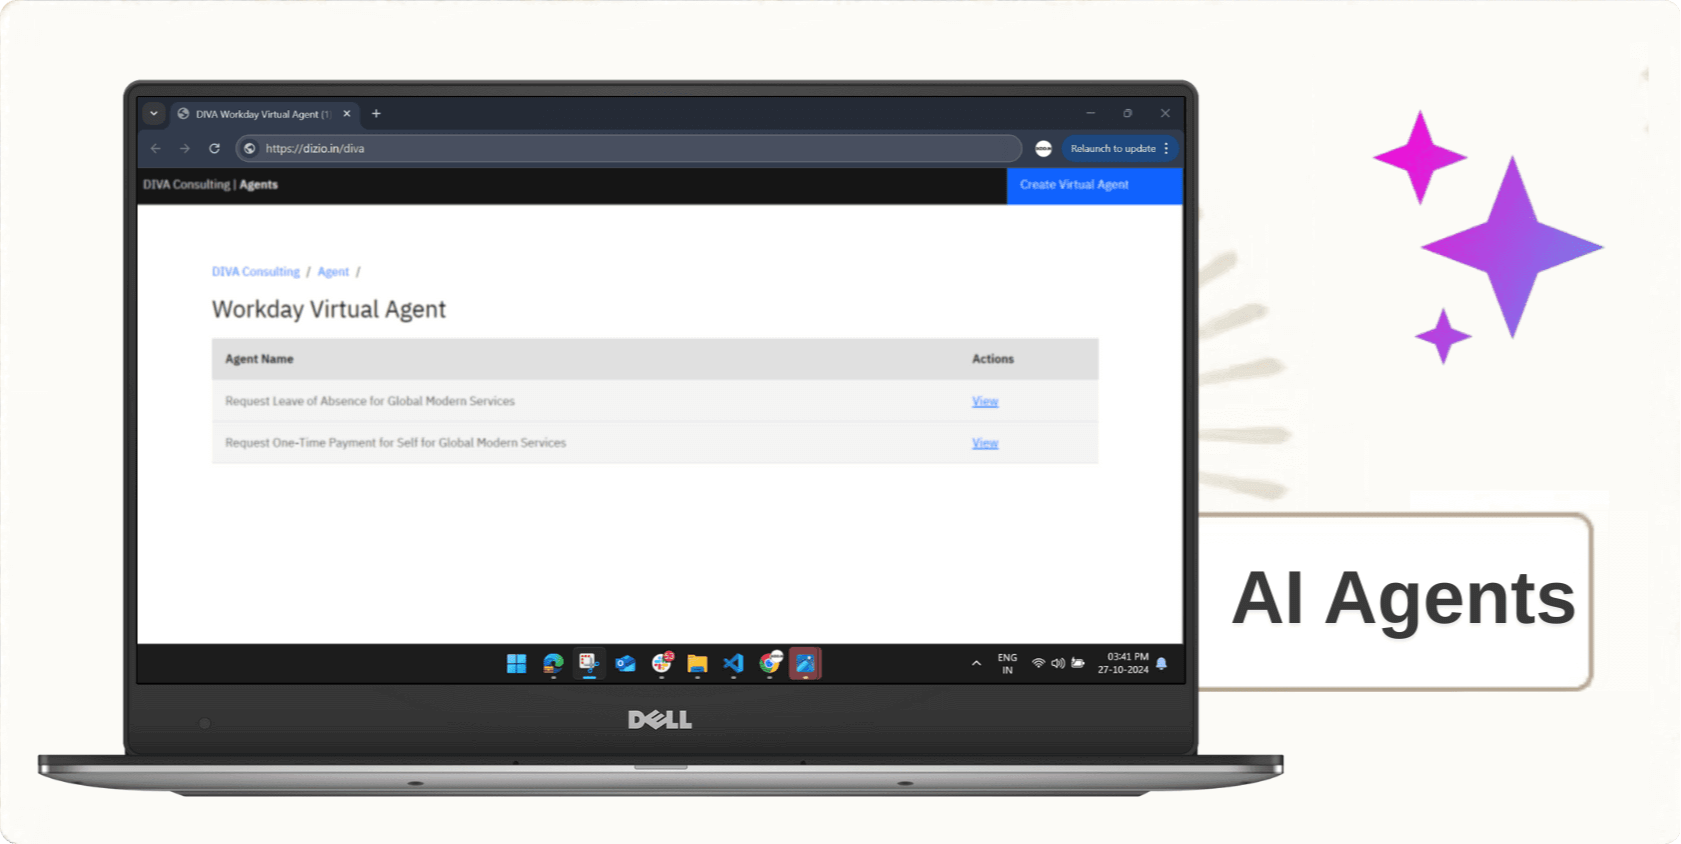 DIVA Workday Virtual Agent (1)
https://dizio.in/diva
Relaunch to update
DIVA Consulting | Agents
Create Virtual Agent
DIVA Consulting / Agent /
Workday Virtual Agent
Agent Name Actions
Request Leave of Absence for Global Modern Services View
Request One-Time Payment for Self for Global Modern Services View
AI Agents
ENG
IN
03:41 PM
27-10-2024
DELL